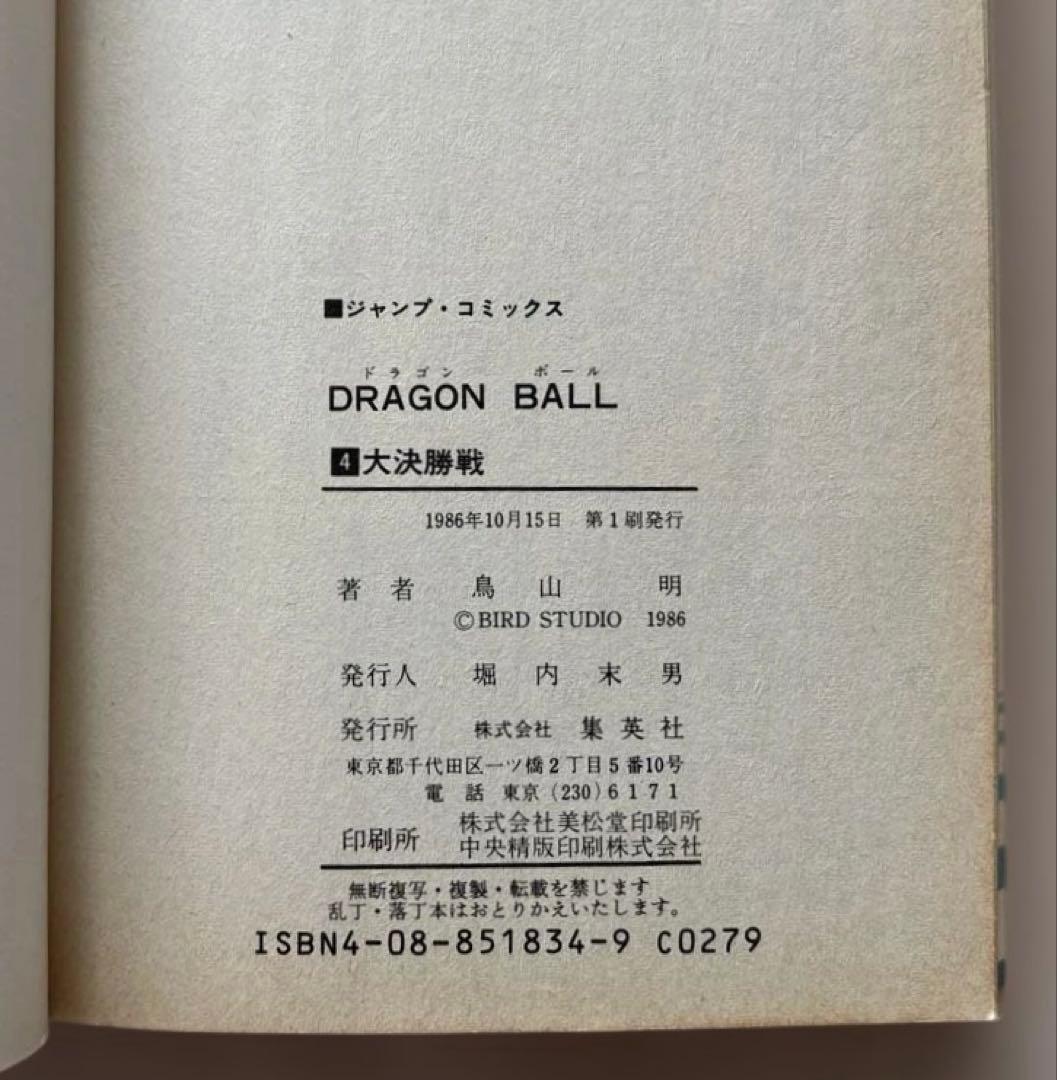 ■ジャンプ・コミックス
ドラゴン ボール
DRAGON BALL
4大決勝戦
1986年10月15日 第1刷発行
著者 鳥山明
©BIRD STUDIO 1986
発行人 堀内末男
発行所 株式会社 集英社
東京都千代田区一ツ橋2丁目5番10号
電話 東京(230)6171
印刷所 株式会社美松堂印刷所
中央精版印刷株式会社
無断複写・複製・転載を禁じます
乱丁・落丁本はおとりかえいたします。
ISBN4-08-851834-9 C0279